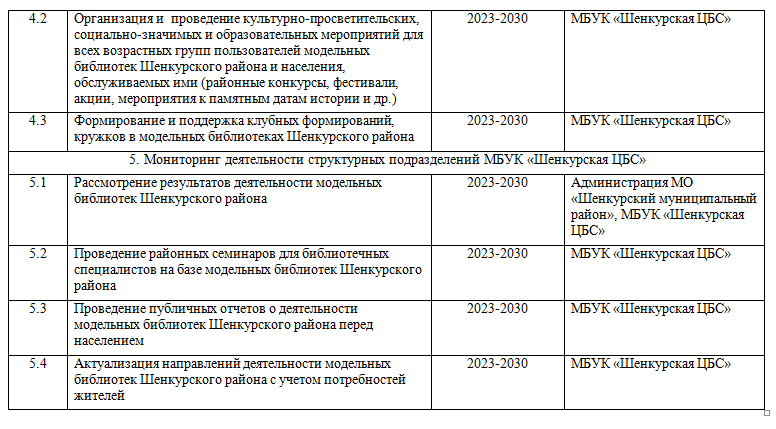 4.2 Организация и проведение культурно-просветительских, 2023-2030 МБУК «Шенкурская ЦБС»
социально-значимых и образовательных мероприятий для
всех возрастных групп пользователей модельных
библиотек Шенкурского района и населения,
обслуживаемых ими (районные конкурсы, фестивали,
акции, мероприятия к памятным датам истории и др.)
4.3 Формирование и поддержка клубных формирований, 2023-2030 МБУК «Шенкурская ЦБС»
кружков в модельных библиотеках Шенкурского района
5. Мониторинг деятельности структурных подразделений МБУК «Шенкурская ЦБС»
5.1 Рассмотрение результатов деятельности модельных 2023-2030 Администрация МО
библиотек Шенкурского района «Шенкурский муниципальный
район», МБУК «Шенкурская
ЦБС»
5.2 Проведение районных семинаров для библиотечных 2023-2030 МБУК «Шенкурская ЦБС»
специалистов на базе модельных библиотек Шенкурского
района
5.3 Проведение публичных отчетов о деятельности 2023-2030 МБУК «Шенкурская ЦБС»
модельных библиотек Шенкурского района перед
населением
5.4 Актуализация направлений деятельности модельных 2023-2030 МБУК «Шенкурская ЦБС»
библиотек Шенкурского района с учетом потребностей
жителей